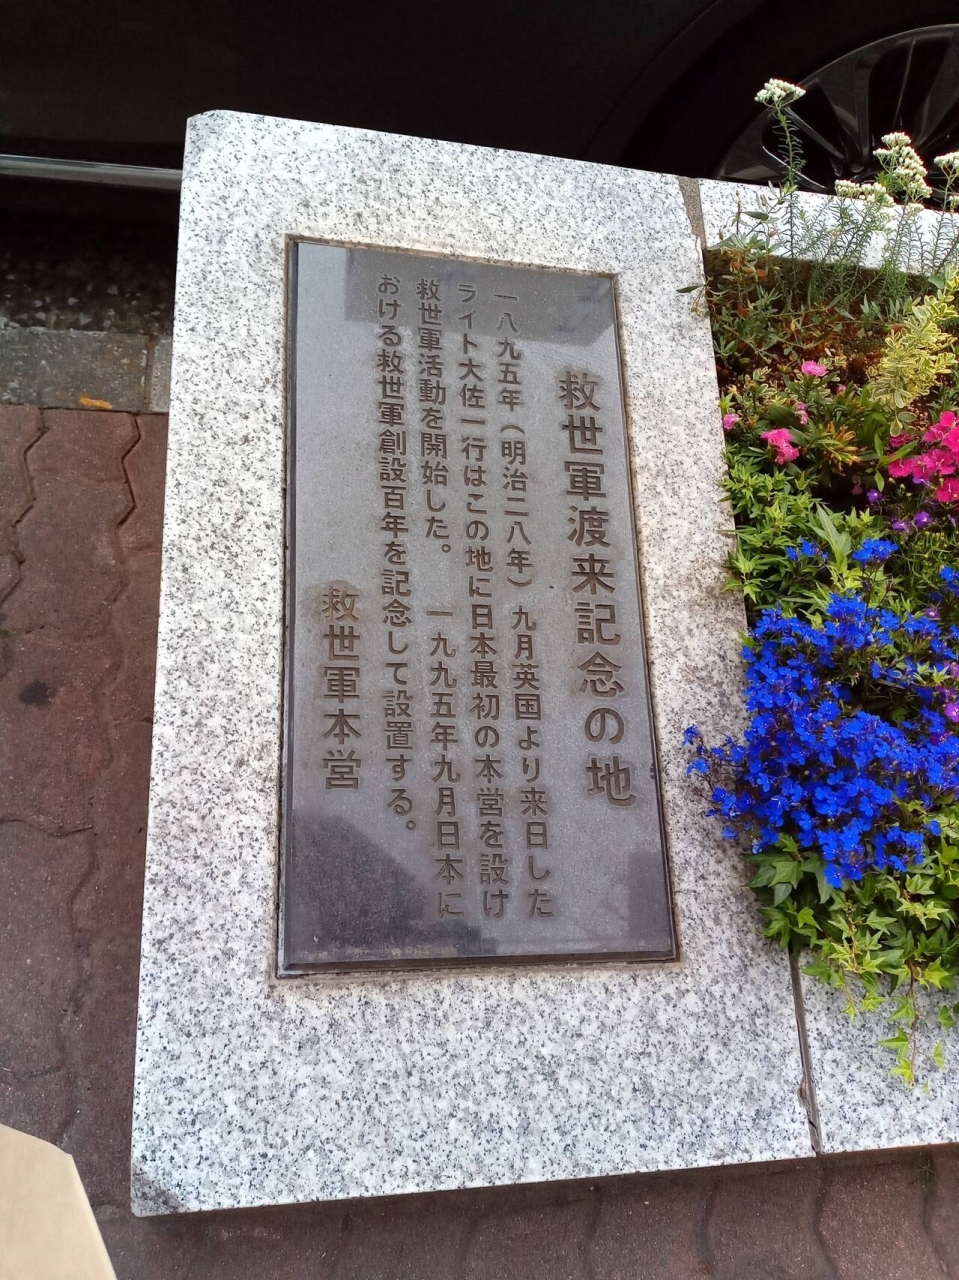 救世軍渡来記念の地
一八九五年（明治二八年）九月英国より来日した
ライト大佐一行はこの地に日本最初の本営を設け
救世軍活動を開始した。　一九九五年九月日本に
おける救世軍創設百年を記念して設置する。
救世軍本営